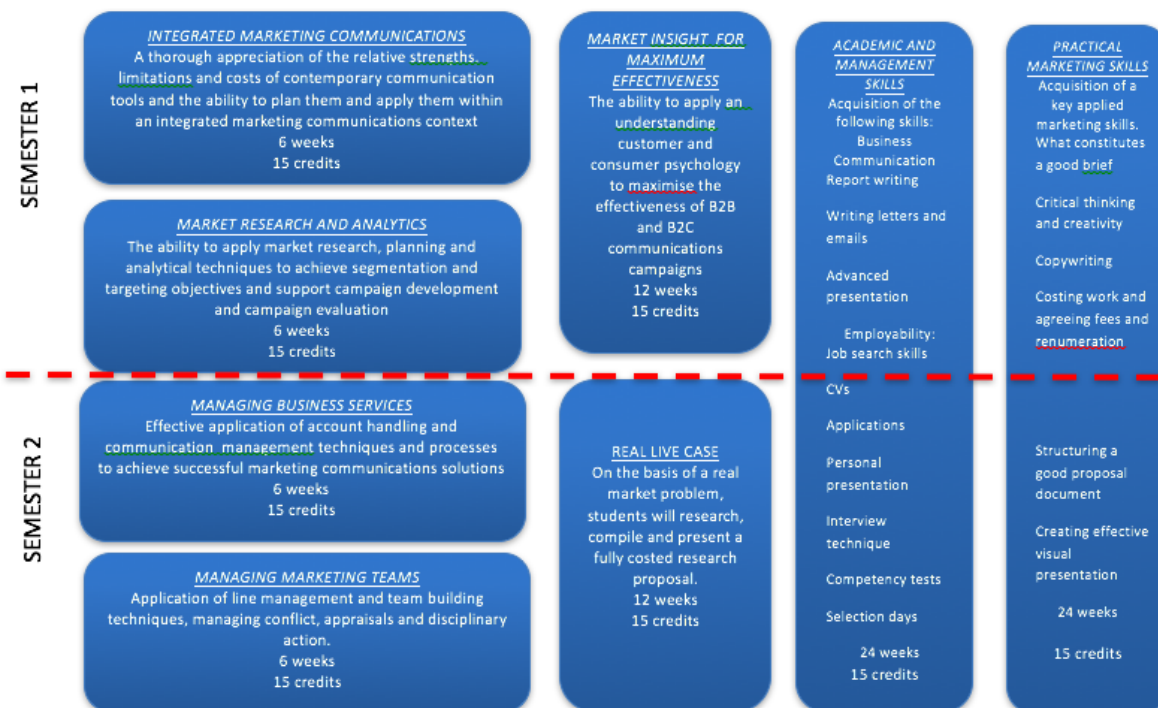 SEMESTER 1
INTEGRATED MARKETING COMMUNICATIONS
A thorough appreciation of the relative strengths,
limitations and costs of contemporary communication
tools and the ability to plan them and apply them within
an integrated marketing communications context
6 weeks
15 credits
MARKET RESEARCH AND ANALYTICS
The ability to apply market research, planning and
analytical techniques to achieve segmentation and
targeting objectives and support campaign development
and campaign evaluation
6 weeks
15 credits
MARKET INSIGHT FOR
MAXIMUM
EFFECTIVENESS
The ability to apply an
understanding
customer and
consumer psychology
to maximise the
effectiveness of B2B
and B2C
communications
campaigns
12 weeks
15 credits
ACADEMIC AND
MANAGEMENT
SKILLS
Acquisition of the
following skills:
Business
Communication
Report writing
Writing letters and
emails
Advanced
presentation
Employability:
Job search skills
CVs
Applications
Personal
presentation
Interview
technique
Competency tests
Selection days
24 weeks
15 credits
PRACTICAL
MARKETING SKILLS
Acquisition of a
key applied
marketing skills.
What constitutes
a good brief
Critical thinking
and creativity
Copywriting
Costing work and
agreeing fees and
renumeration
Structuring a
good proposal
document
Creating effective
visual
presentation
24 weeks
15 credits
SEMESTER 2
MANAGING BUSINESS SERVICES
Effective application of account handling and
communication management techniques and processes
to achieve successful marketing communications solutions
6 weeks
15 credits
MANAGING MARKETING TEAMS
Application of line management and team building
techniques, managing conflict, appraisals and disciplinary
action.
6 weeks
15 credits
REAL LIVE CASE
On the basis of a real
market problem,
students will research,
compile and present a
fully costed research
proposal.
12 weeks
15 credits